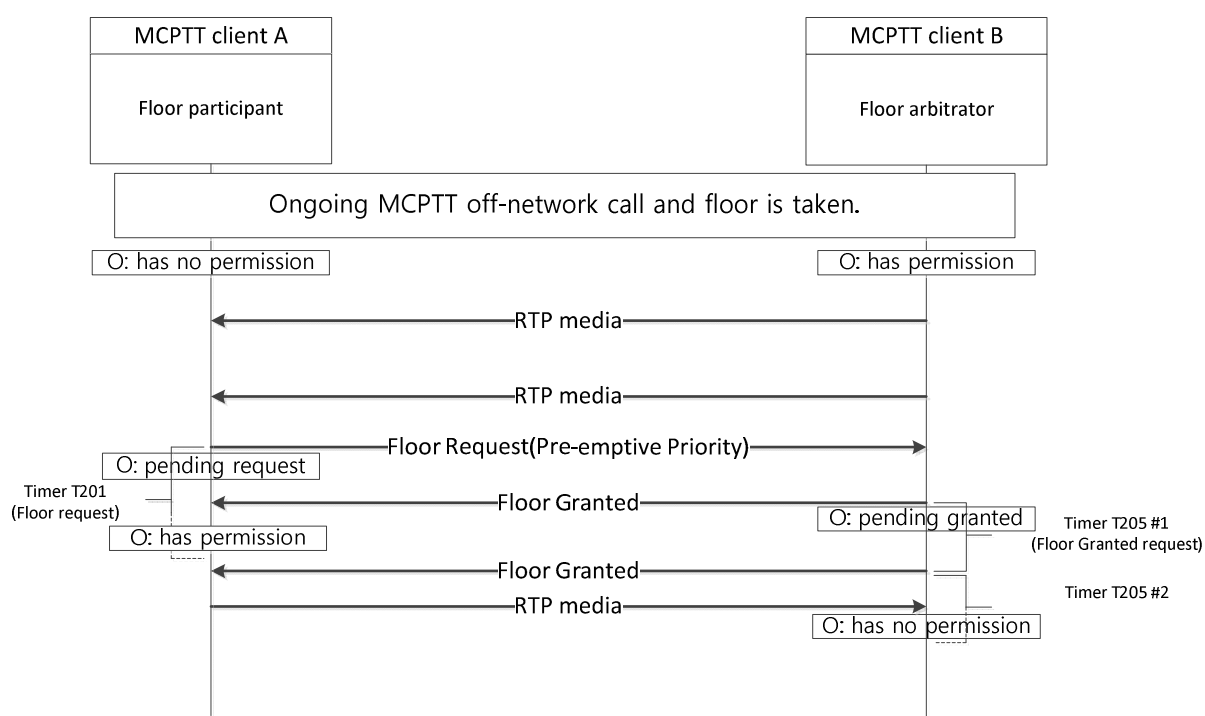 MCPTT client A
MCPTT client B
Floor participant
Floor arbitrator
Ongoing MCPTT off-network call and floor is taken.
O: has no permission
O: has permission
RTP media
RTP media
Floor Request(Pre-emptive Priority)
O: pending request
Timer T201
(Floor request)
Floor Granted
O: pending granted
Timer T205 #1
(Floor Granted request)
O: has permission
Floor Granted
Timer T205 #2
RTP media
O: has no permission